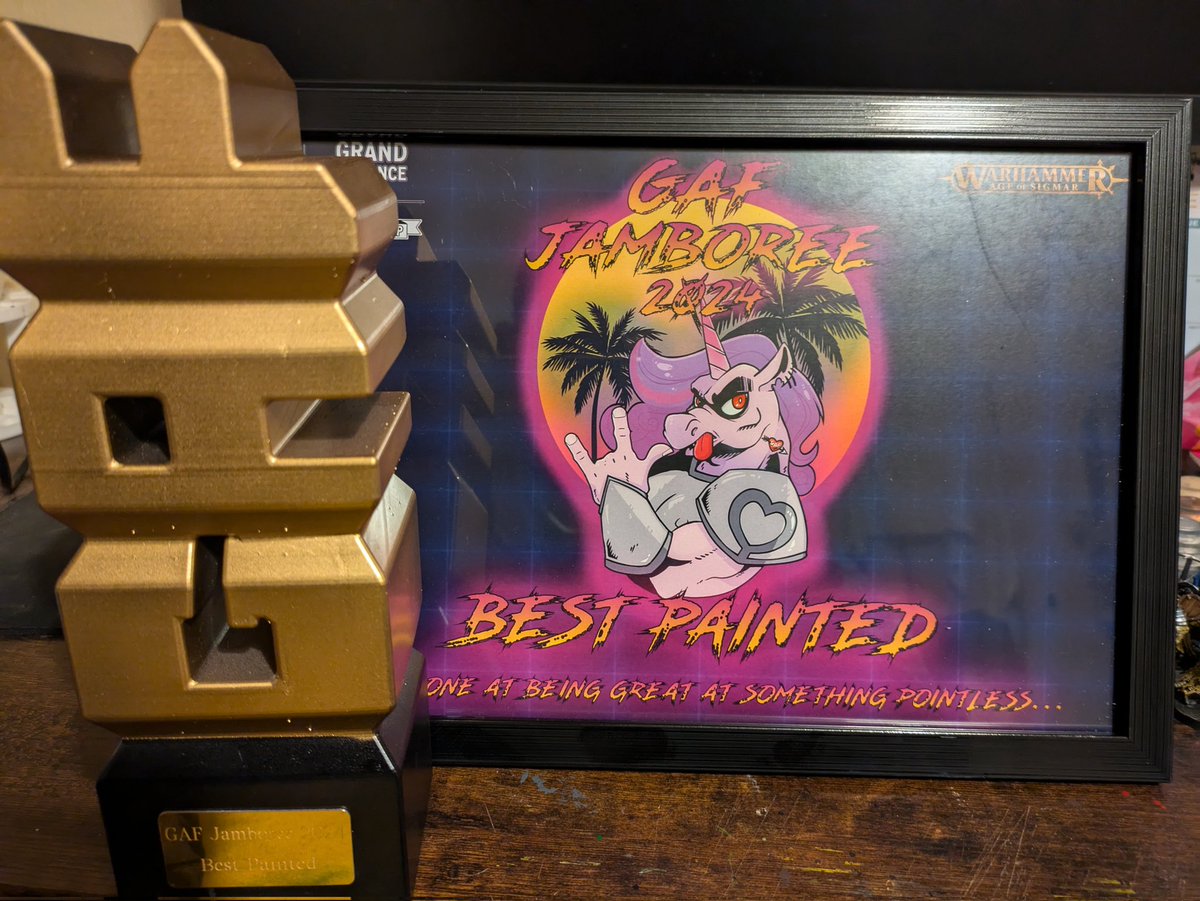 GRAND
WARHAMMER
AGE OF SIGMAR
GAF
JAMBOREE
2024
BEST PAINTED
ONE AT BEING GREAT AT SOMETHING POINTLESS...
GAF Jamboree 2024
Best Painted